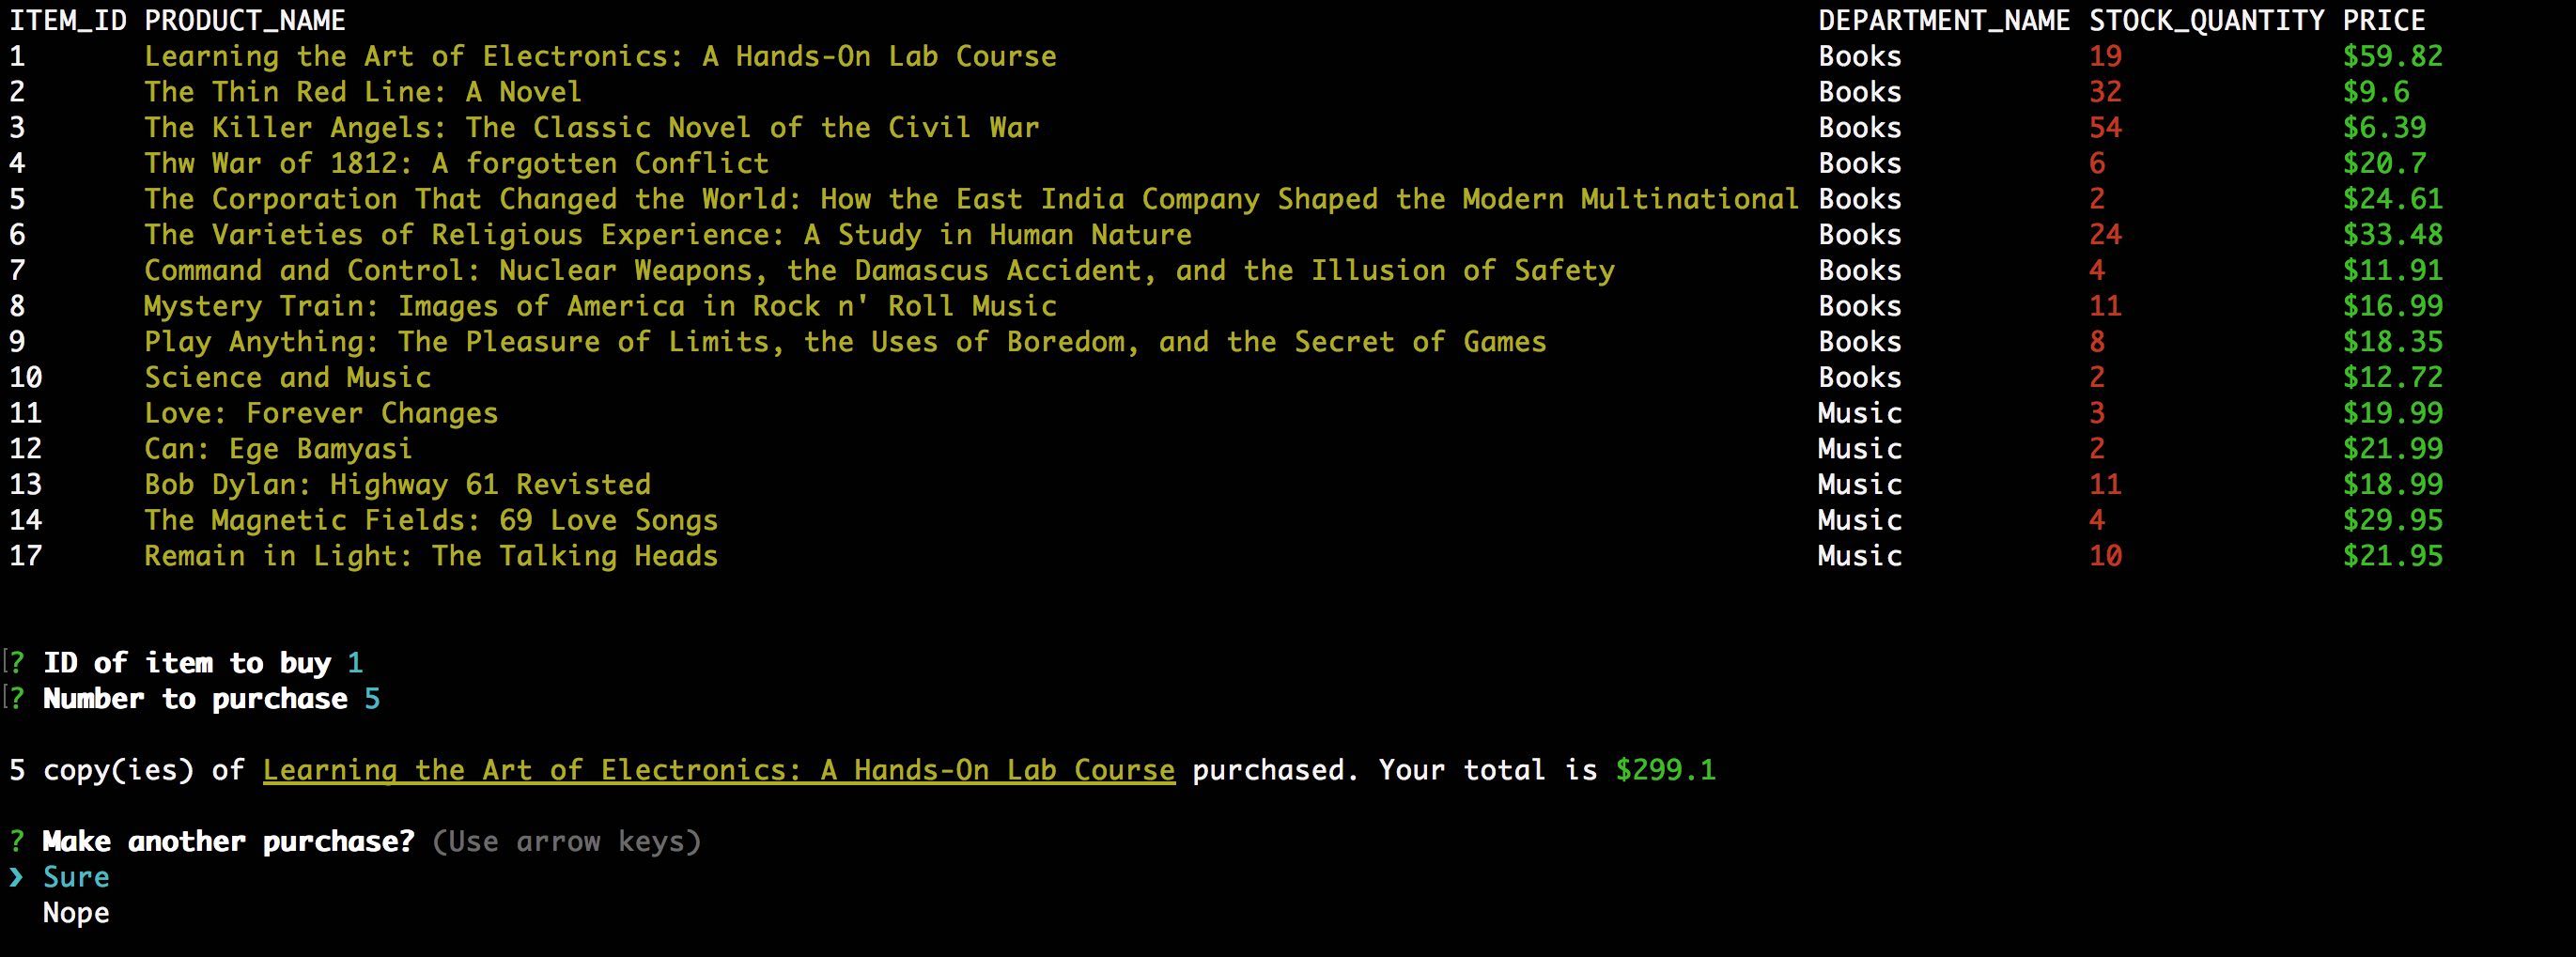 ITEM_ID PRODUCT_NAME DEPARTMENT_NAME STOCK_QUANTITY PRICE
1 Learning the Art of Electronics: A Hands-On Lab Course Books 19 $59.82
2 The Thin Red Line: A Novel Books 32 $9.6
3 The Killer Angels: The Classic Novel of the Civil War Books 54 $6.39
4 Thw War of 1812: A forgotten Conflict Books 6 $20.7
5 The Corporation That Changed the World: How the East India Company Shaped the Modern Multinational Books 2 $24.61
6 The Varieties of Religious Experience: A Study in Human Nature Books 24 $33.48
7 Command and Control: Nuclear Weapons, the Damascus Accident, and the Illusion of Safety Books 4 $11.91
8 Mystery Train: Images of America in Rock n' Roll Music Books 11 $16.99
9 Play Anything: The Pleasure of Limits, the Uses of Boredom, and the Secret of Games Books 8 $18.35
10 Science and Music Books 2 $12.72
11 Love: Forever Changes Music 3 $19.99
12 Can: Ege Bamyasi Music 2 $21.99
13 Bob Dylan: Highway 61 Revisted Music 11 $18.99
14 The Magnetic Fields: 69 Love Songs Music 4 $29.95
17 Remain in Light: The Talking Heads Music 10 $21.95
[? ID of item to buy 1
[? Number to purchase 5
5 copy(ies) of Learning the Art of Electronics: A Hands-On Lab Course purchased. Your total is $299.1
? Make another purchase? (Use arrow keys)
❯ Sure
Nope